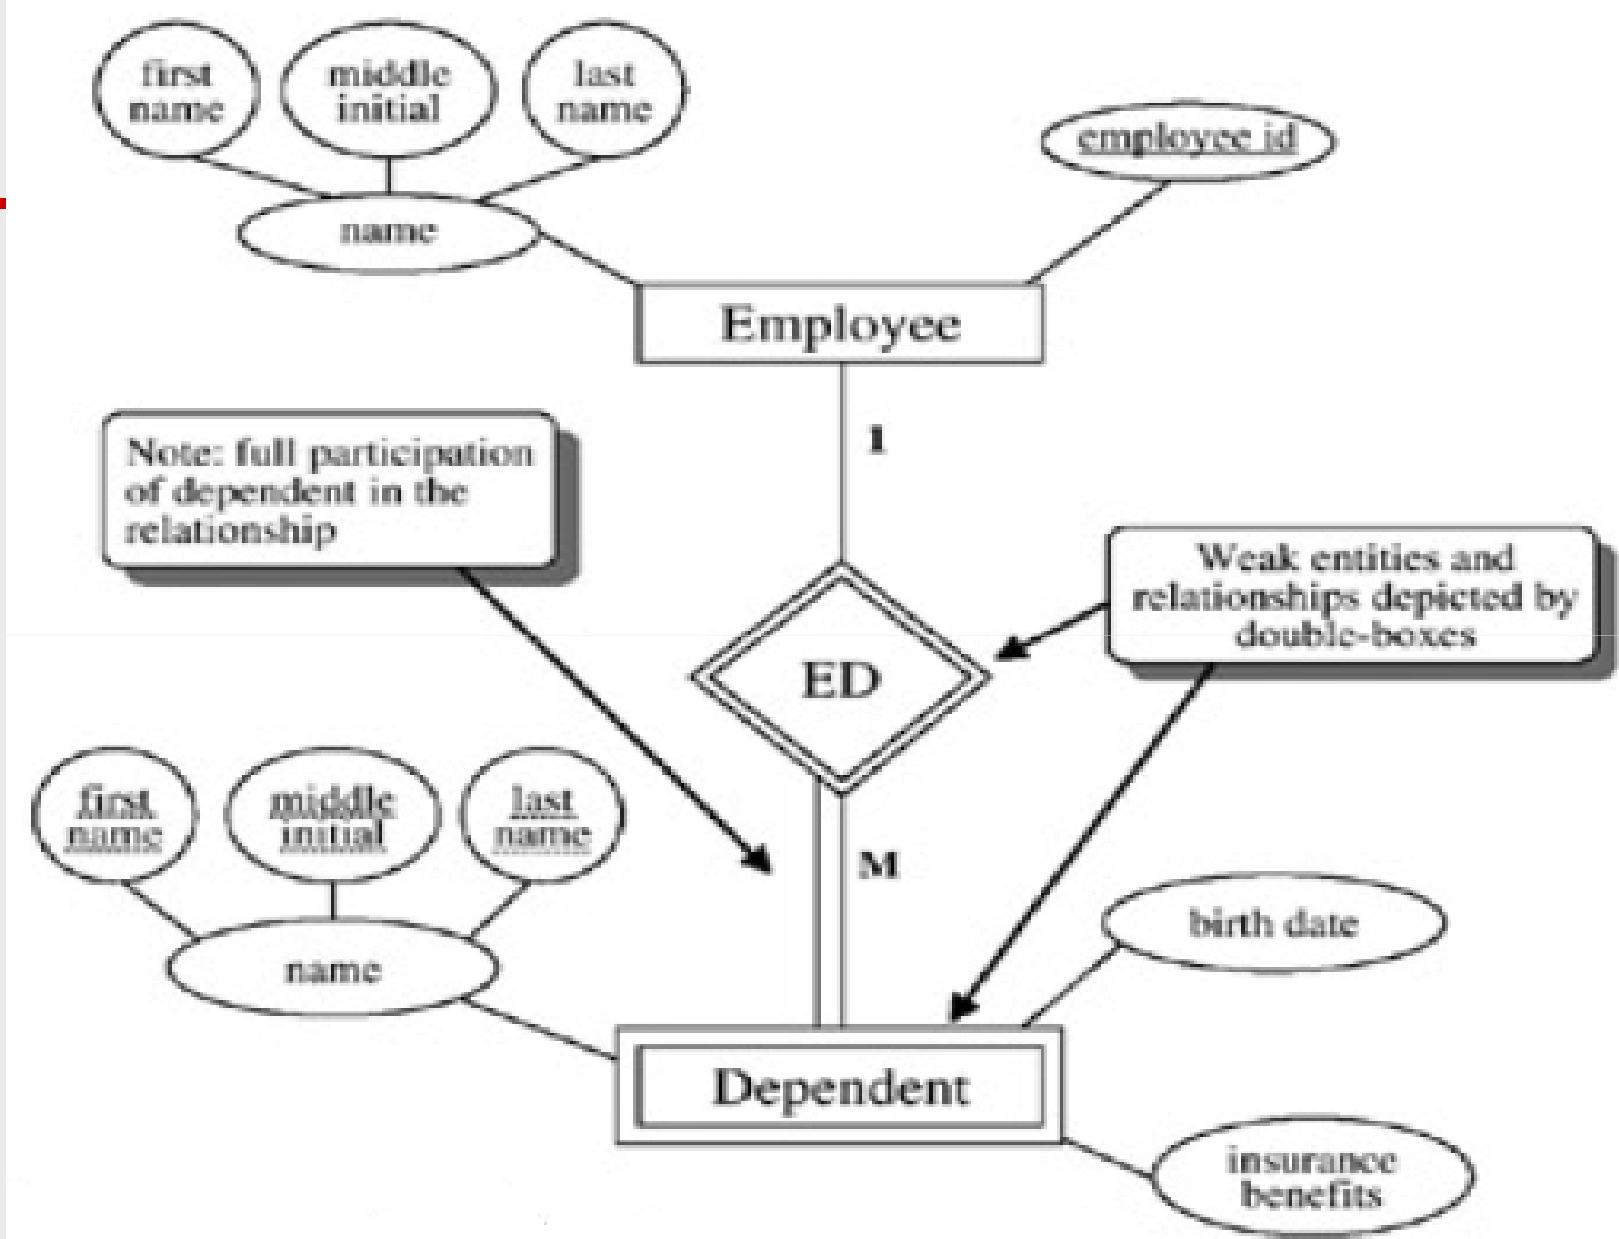 first
name
middle
initial
last
name
employee id
name
Employee
1
Note: full participation
of dependent in the
relationship
Weak entities and
relationships depicted by
double-boxes
ED
first
name
middle
initial
last
name
M
birth date
name
Dependent
insurance
benefits